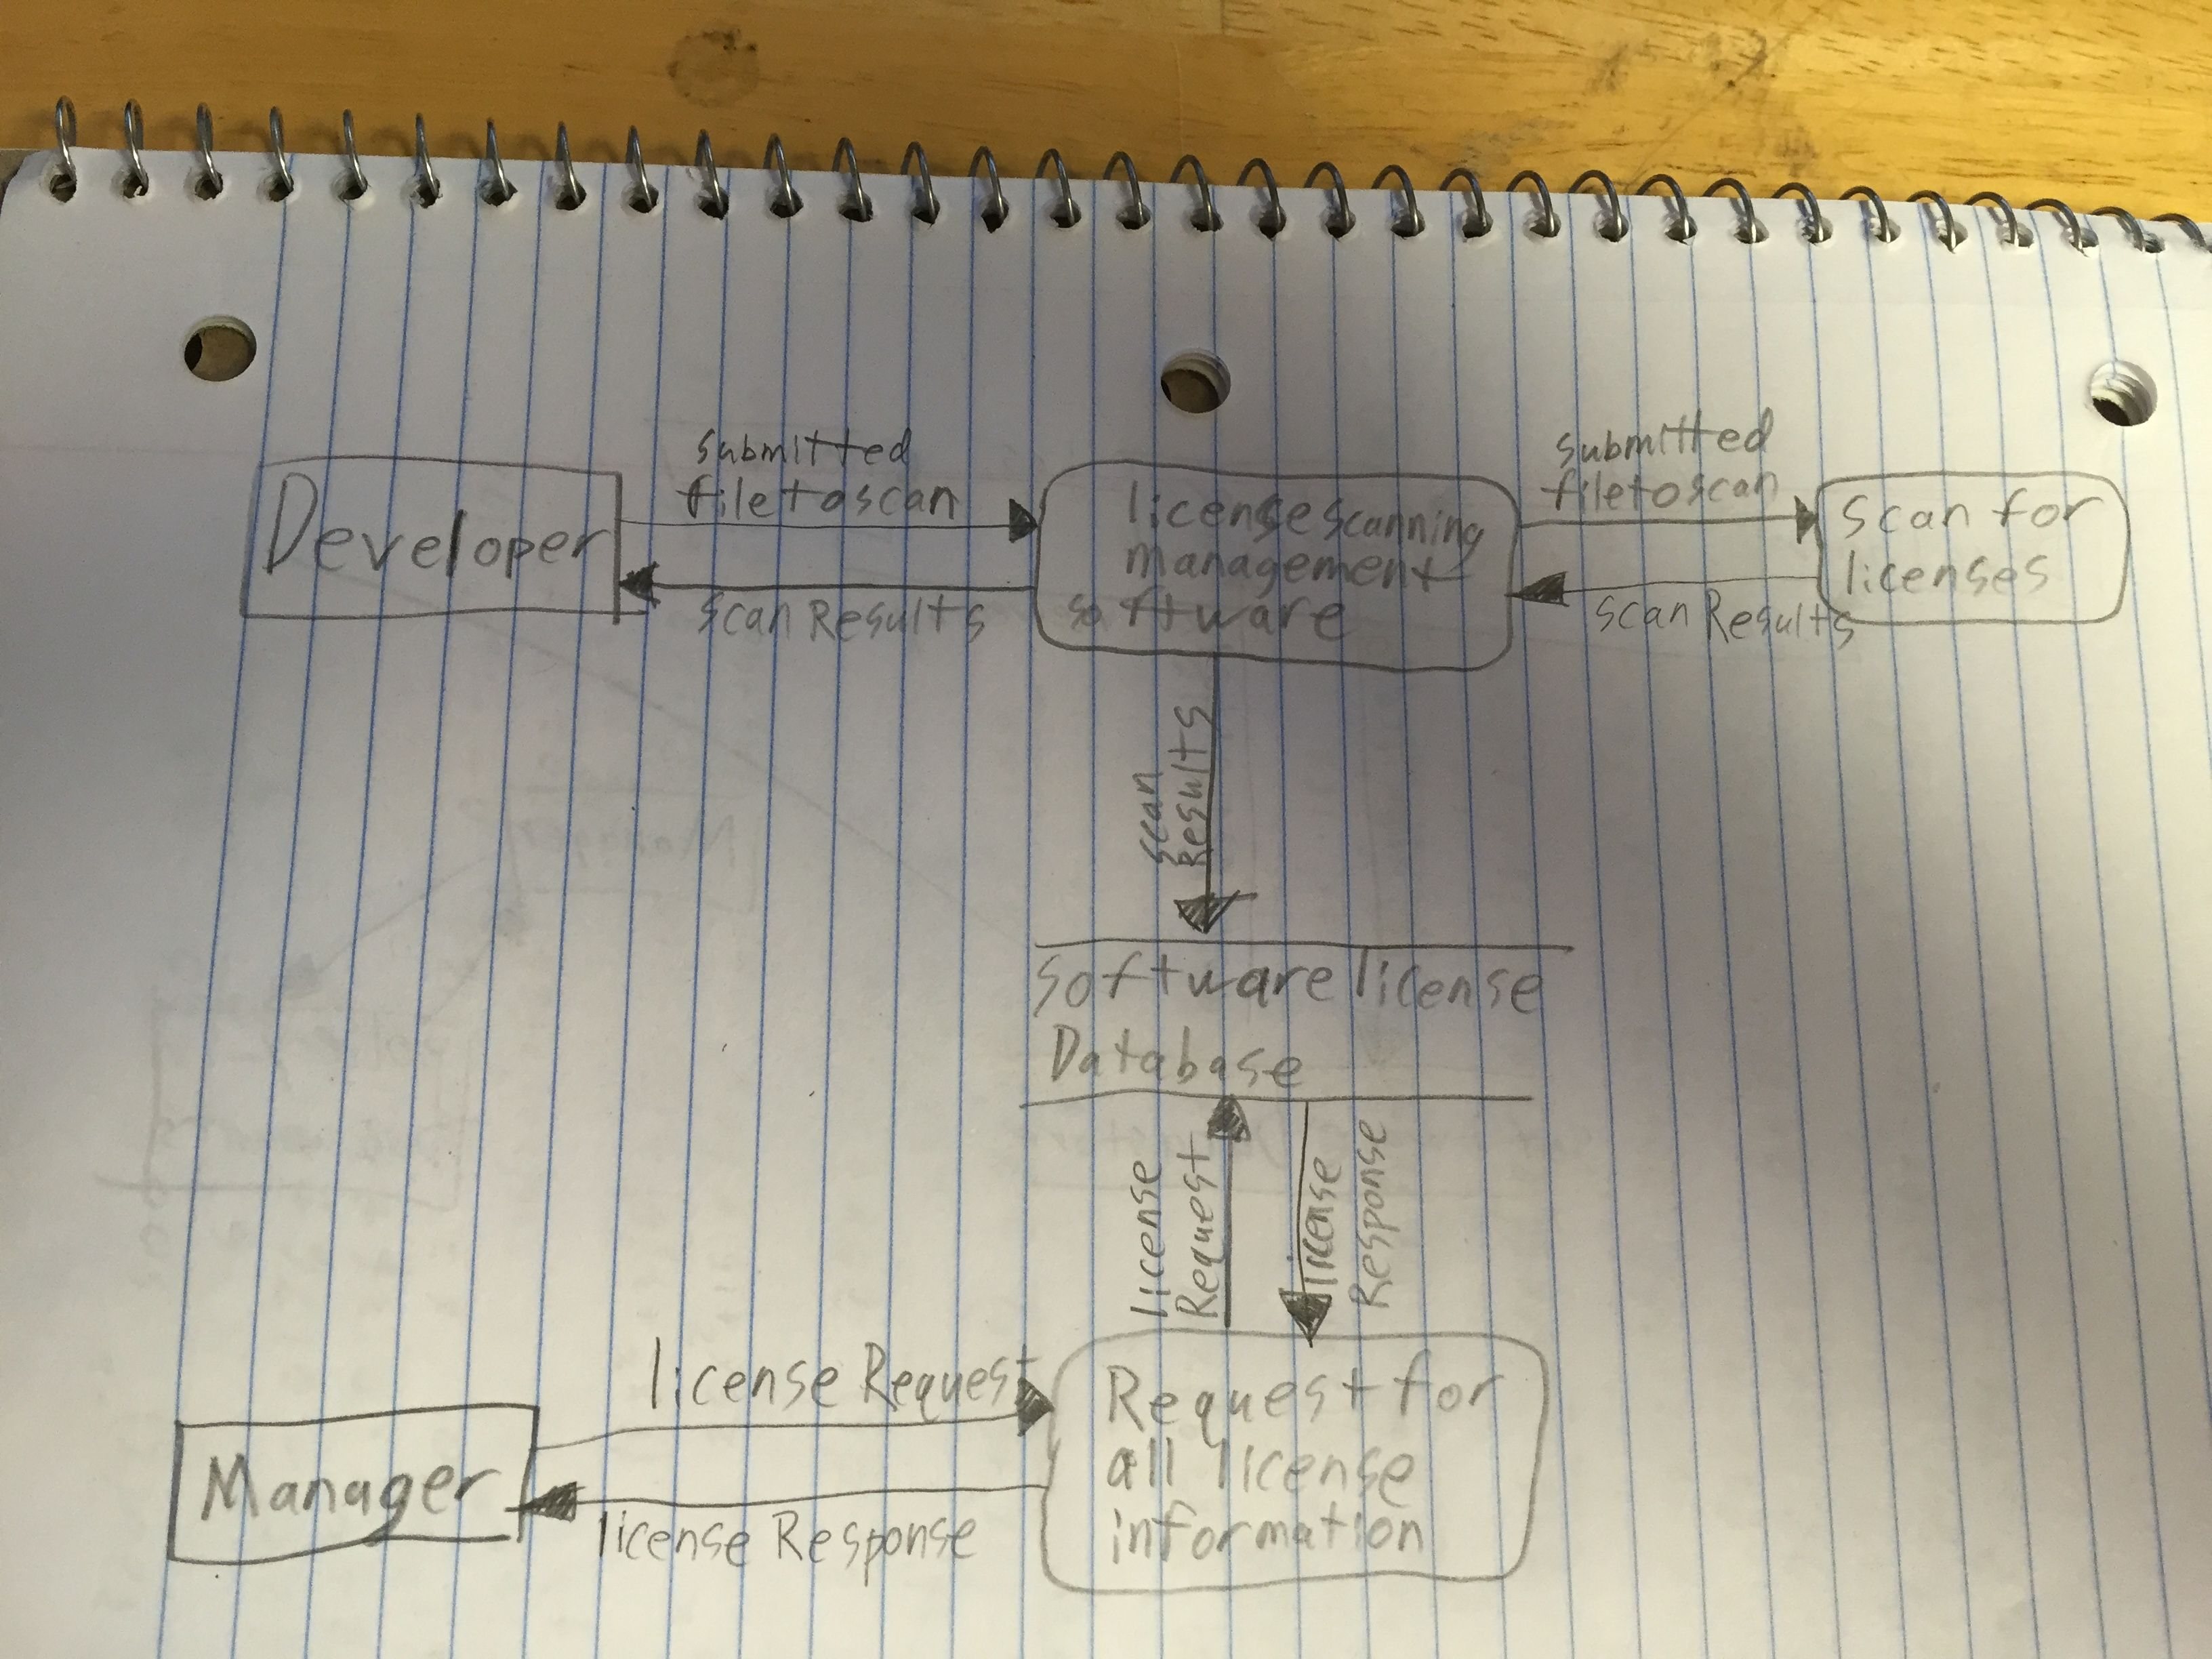 submitted
file to scan
Developer
scan Results
license scanning
management
software
submitted
file to scan
scan for
licenses
scan Results
scan
Results
software license
Database
license
Request
license
Response
license Request
Manager
license Response
Request for
all license
information